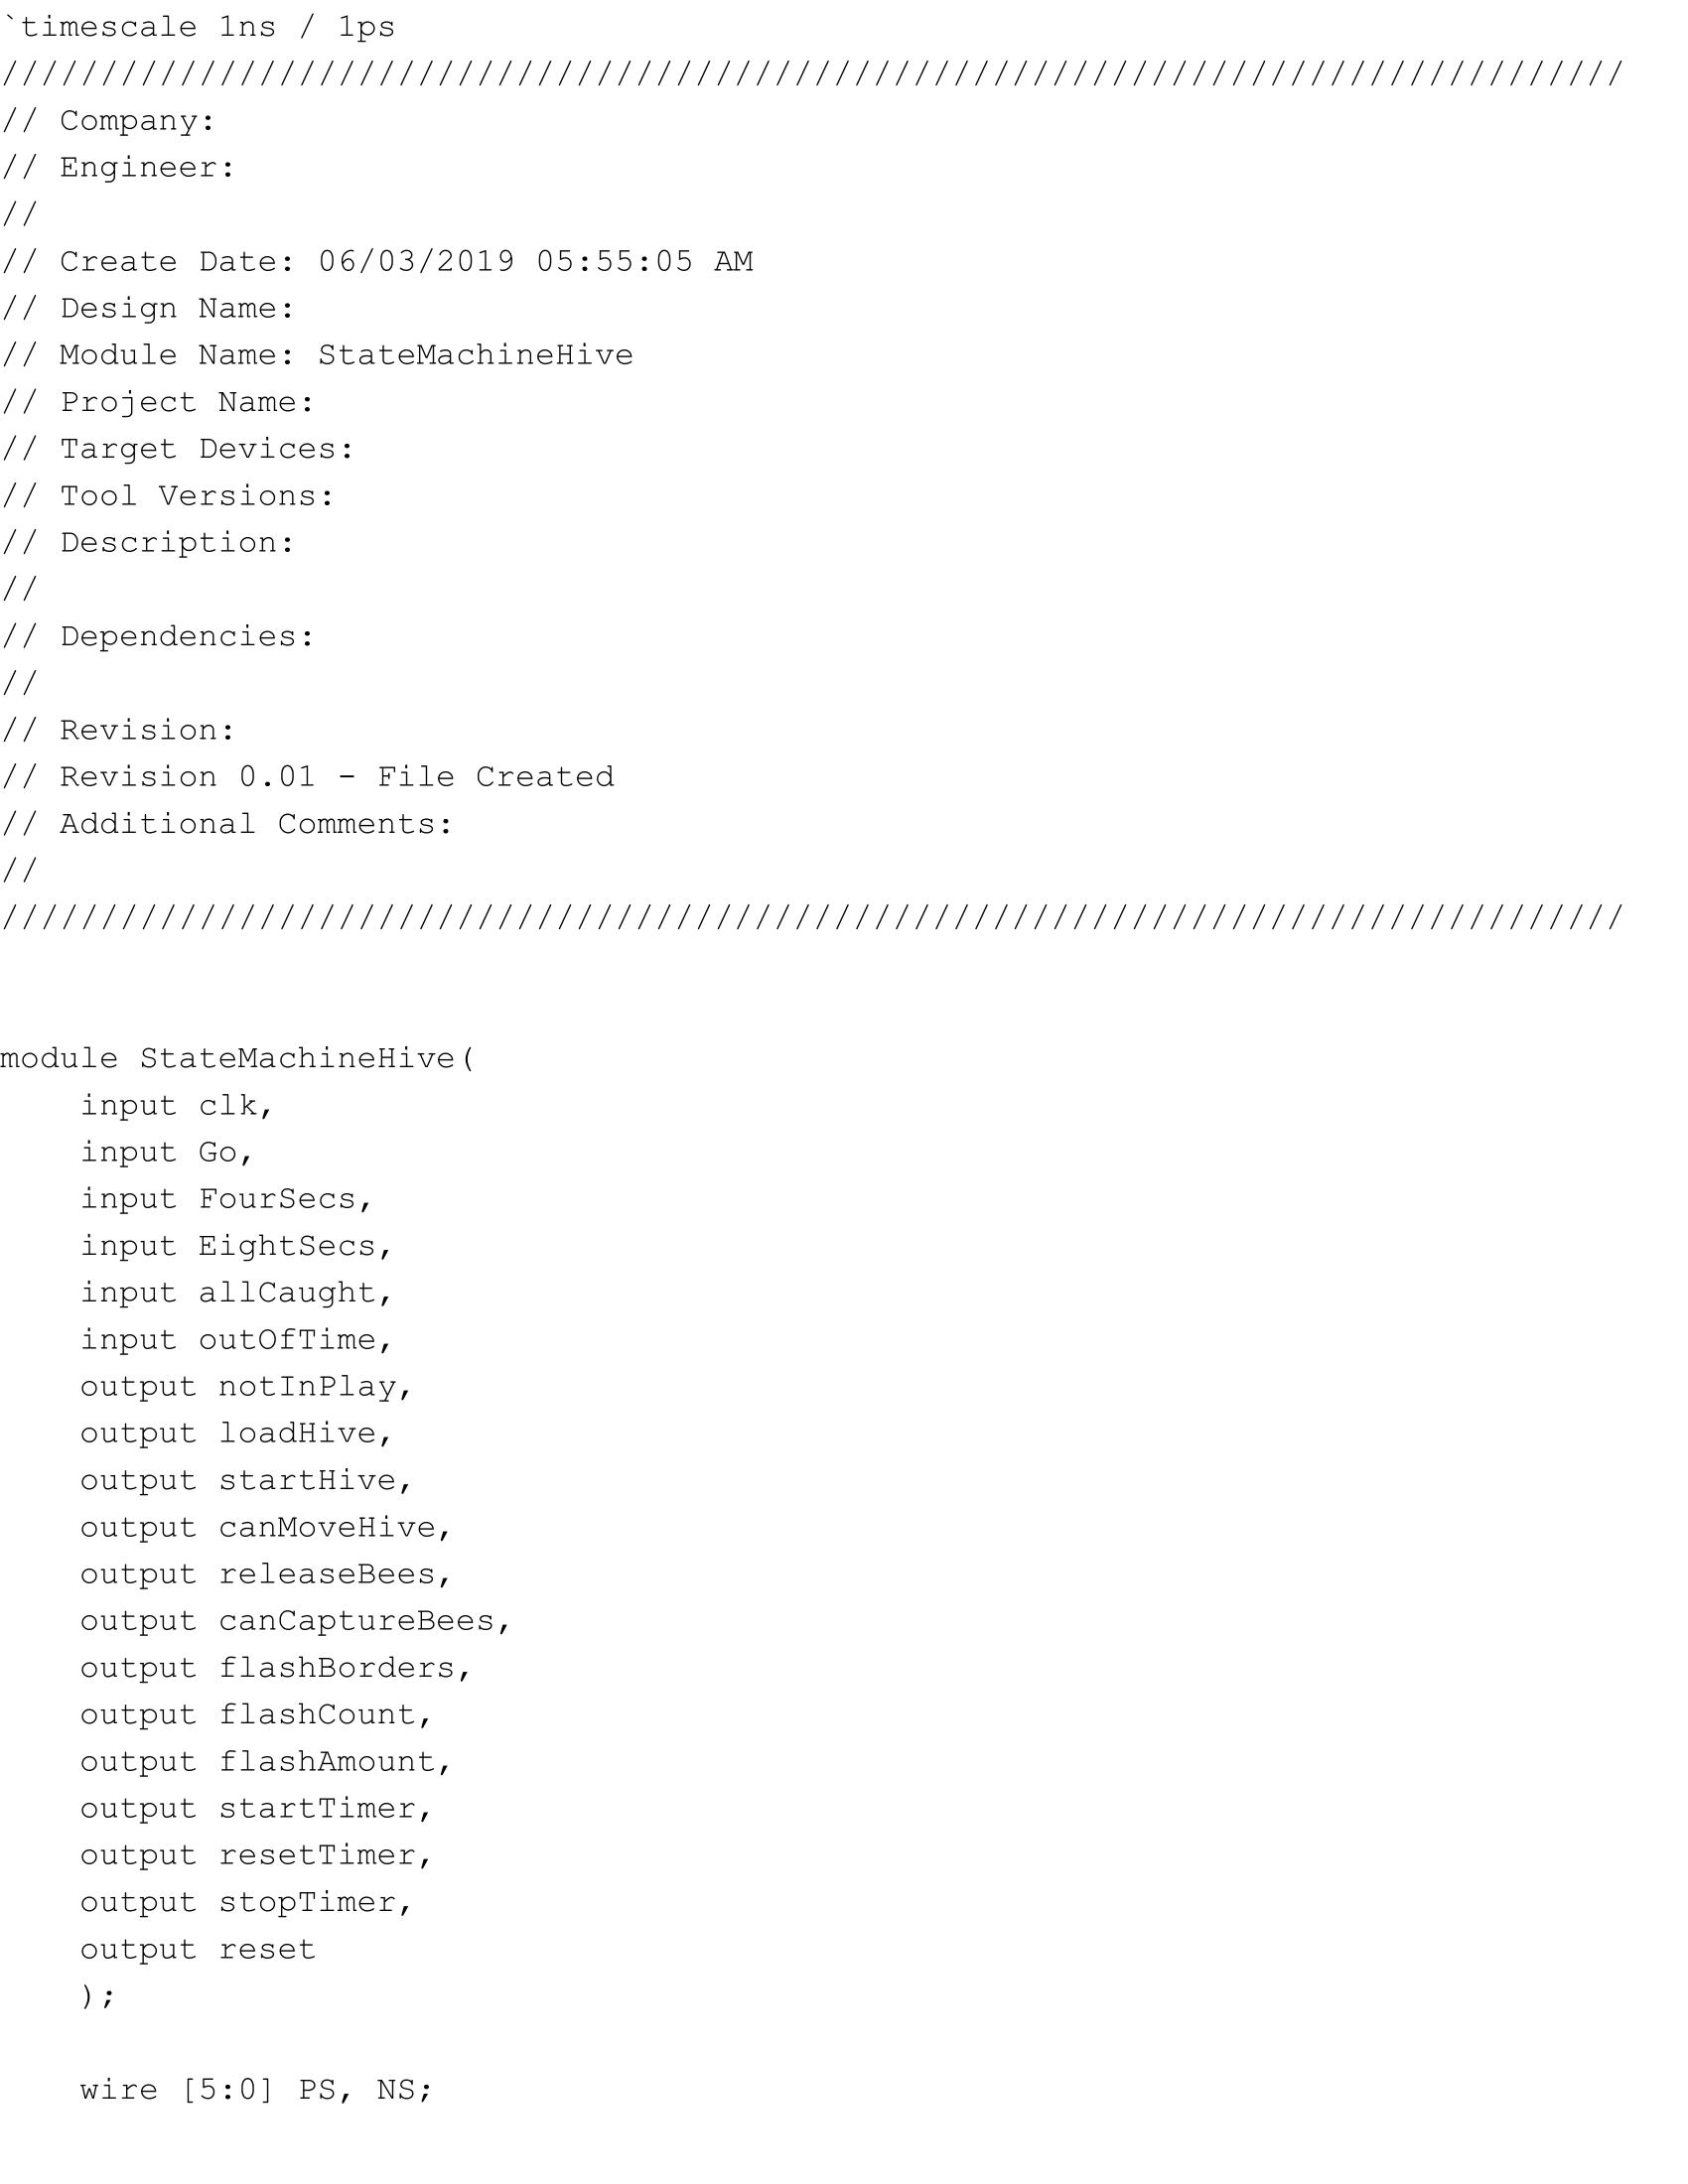 `timescale 1ns / 1ps
//////////////////////////////////////////////////////////////////////////////////
// Company:
// Engineer:
//
// Create Date: 06/03/2019 05:55:05 AM
// Design Name:
// Module Name: StateMachineHive
// Project Name:
// Target Devices:
// Tool Versions:
// Description:
//
// Dependencies:
//
// Revision:
// Revision 0.01 - File Created
// Additional Comments:
//
//////////////////////////////////////////////////////////////////////////////////
module StateMachineHive(
    input clk,
    input Go,
    input FourSecs,
    input EightSecs,
    input allCaught,
    input outOfTime,
    output notInPlay,
    output loadHive,
    output startHive,
    output canMoveHive,
    output releaseBees,
    output canCaptureBees,
    output flashBorders,
    output flashCount,
    output flashAmount,
    output startTimer,
    output resetTimer,
    output stopTimer,
    output reset
    );
    wire [5:0] PS, NS;